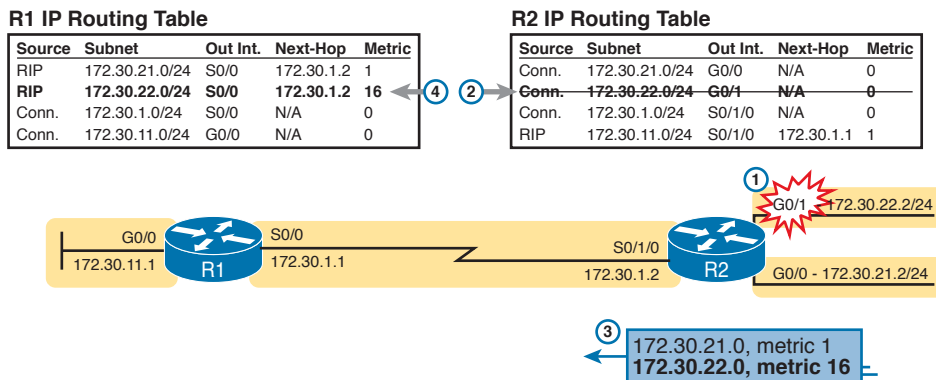 R1 IP Routing Table
Source Subnet Out Int. Next-Hop Metric
RIP 172.30.21.0/24 S0/0 172.30.1.2 1
RIP 172.30.22.0/24 S0/0 172.30.1.2 16
Conn. 172.30.1.0/24 S0/0 N/A 0
Conn. 172.30.11.0/24 G0/0 N/A 0
4
2
R2 IP Routing Table
Source Subnet Out Int. Next-Hop Metric
Conn. 172.30.21.0/24 G0/0 N/A 0
Conn. 172.30.22.0/24 G0/1 N/A 0
Conn. 172.30.1.0/24 S0/1/0 N/A 0
RIP 172.30.11.0/24 S0/1/0 172.30.1.1 1
1
G0/1 172.30.22.2/24
G0/0
172.30.11.1
R1
S0/0
172.30.1.1
S0/1/0
172.30.1.2
R2
G0/0 - 172.30.21.2/24
3
172.30.21.0, metric 1
172.30.22.0, metric 16